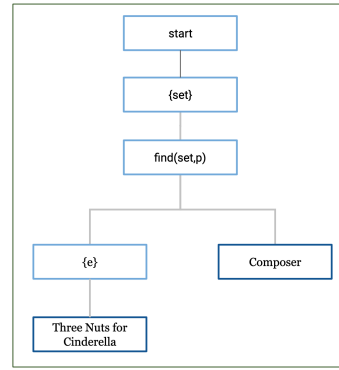 start
{set}
find(set,p)
{e}
Composer
Three Nuts for
Cinderella